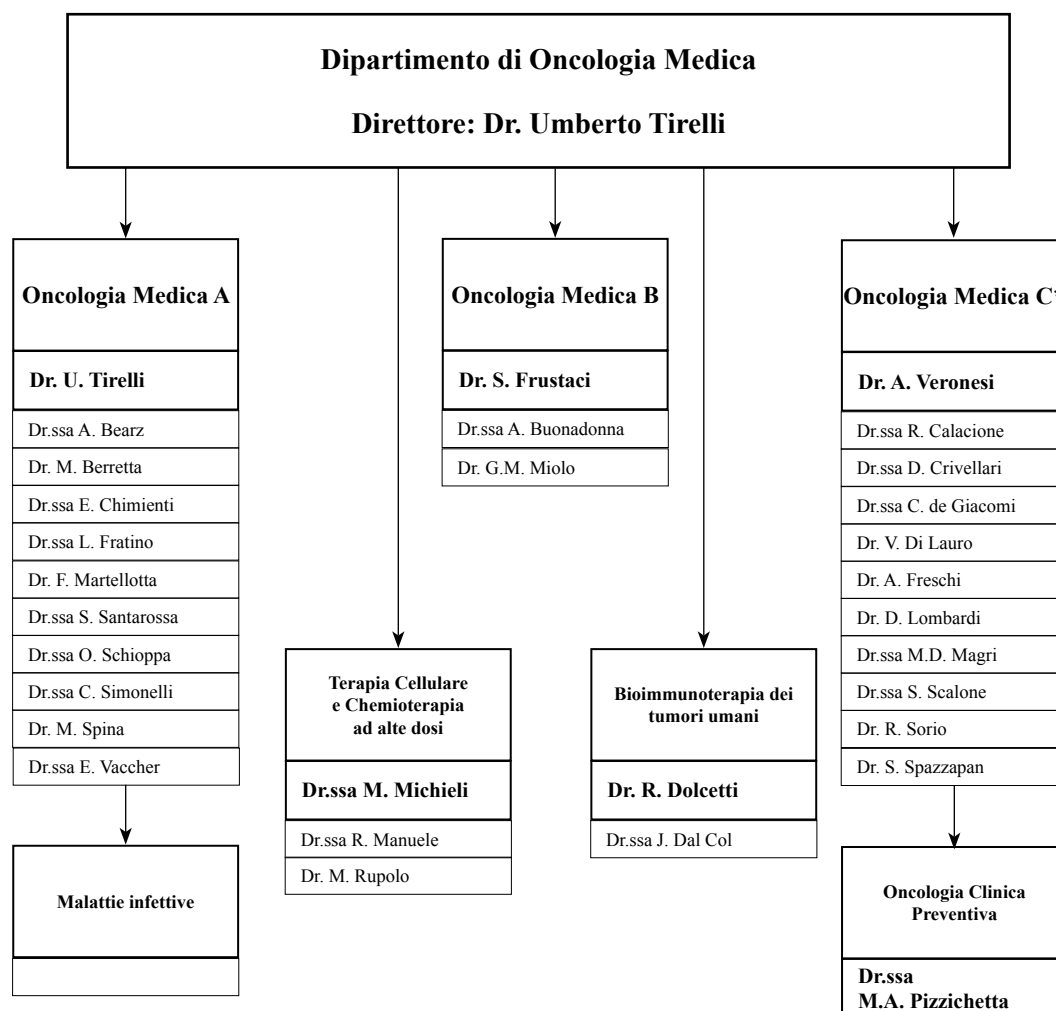 Dipartimento di Oncologia Medica
Direttore: Dr. Umberto Tirelli
Oncologia Medica A
Dr. U. Tirelli
Dr.ssa A. Bearz
Dr. M. Berretta
Dr.ssa E. Chimienti
Dr.ssa L. Fratino
Dr. F. Martellotta
Dr.ssa S. Santarossa
Dr.ssa O. Schioppa
Dr.ssa C. Simonelli
Dr. M. Spina
Dr.ssa E. Vaccher
Malattie infettive
Terapia Cellulare
e Chemioterapia
ad alte dosi
Dr.ssa M. Michieli
Dr.ssa R. Manuele
Dr. M. Rupolo
Oncologia Medica B
Dr. S. Frustaci
Dr.ssa A. Buonadonna
Dr. G.M. Miolo
Bioimmunoterapia dei
tumori umani
Dr. R. Dolcetti
Dr.ssa J. Dal Col
Oncologia Medica C*
Dr. A. Veronesi
Dr.ssa R. Calacione
Dr.ssa D. Crivellari
Dr.ssa C. de Giacomi
Dr. V. Di Lauro
Dr. A. Freschi
Dr. D. Lombardi
Dr.ssa M.D. Magri
Dr.ssa S. Scalone
Dr. R. Sorio
Dr. S. Spazzapan
Oncologia Clinica
Preventiva
Dr.ssa
M.A. Pizzichetta